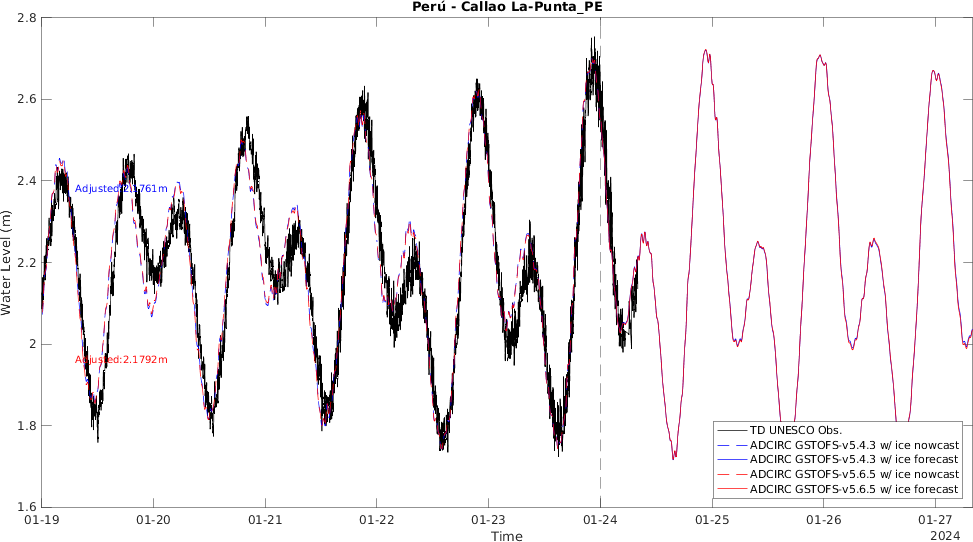 Perú - Callao La-Punta_PE
2.8
2.6
2.4
2.2
2
1.8
1.6
Water Level (m)
Adjusted:2.1792m
TD UNESCO Obs.
ADCIRC GSTOFS-v5.4.3 w/ ice nowcast
ADCIRC GSTOFS-v5.4.3 w/ ice forecast
ADCIRC GSTOFS-v5.6.5 w/ ice nowcast
ADCIRC GSTOFS-v5.6.5 w/ ice forecast
01-19 01-20 01-21 01-22 01-23 01-24 01-25 01-26 01-27
Time
2024